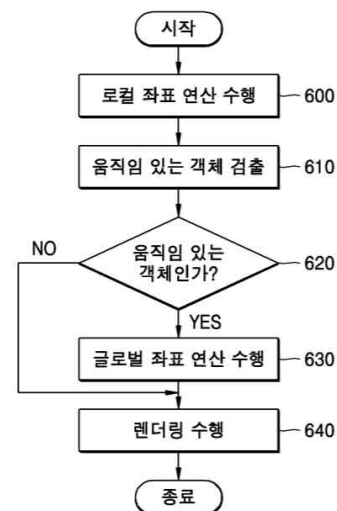 시작
로컬 좌표 연산 수행 600
움직임 있는 객체 검출 610
움직임 있는
객체인가?
620
NO
YES
글로벌 좌표 연산 수행 630
렌더링 수행 640
종료